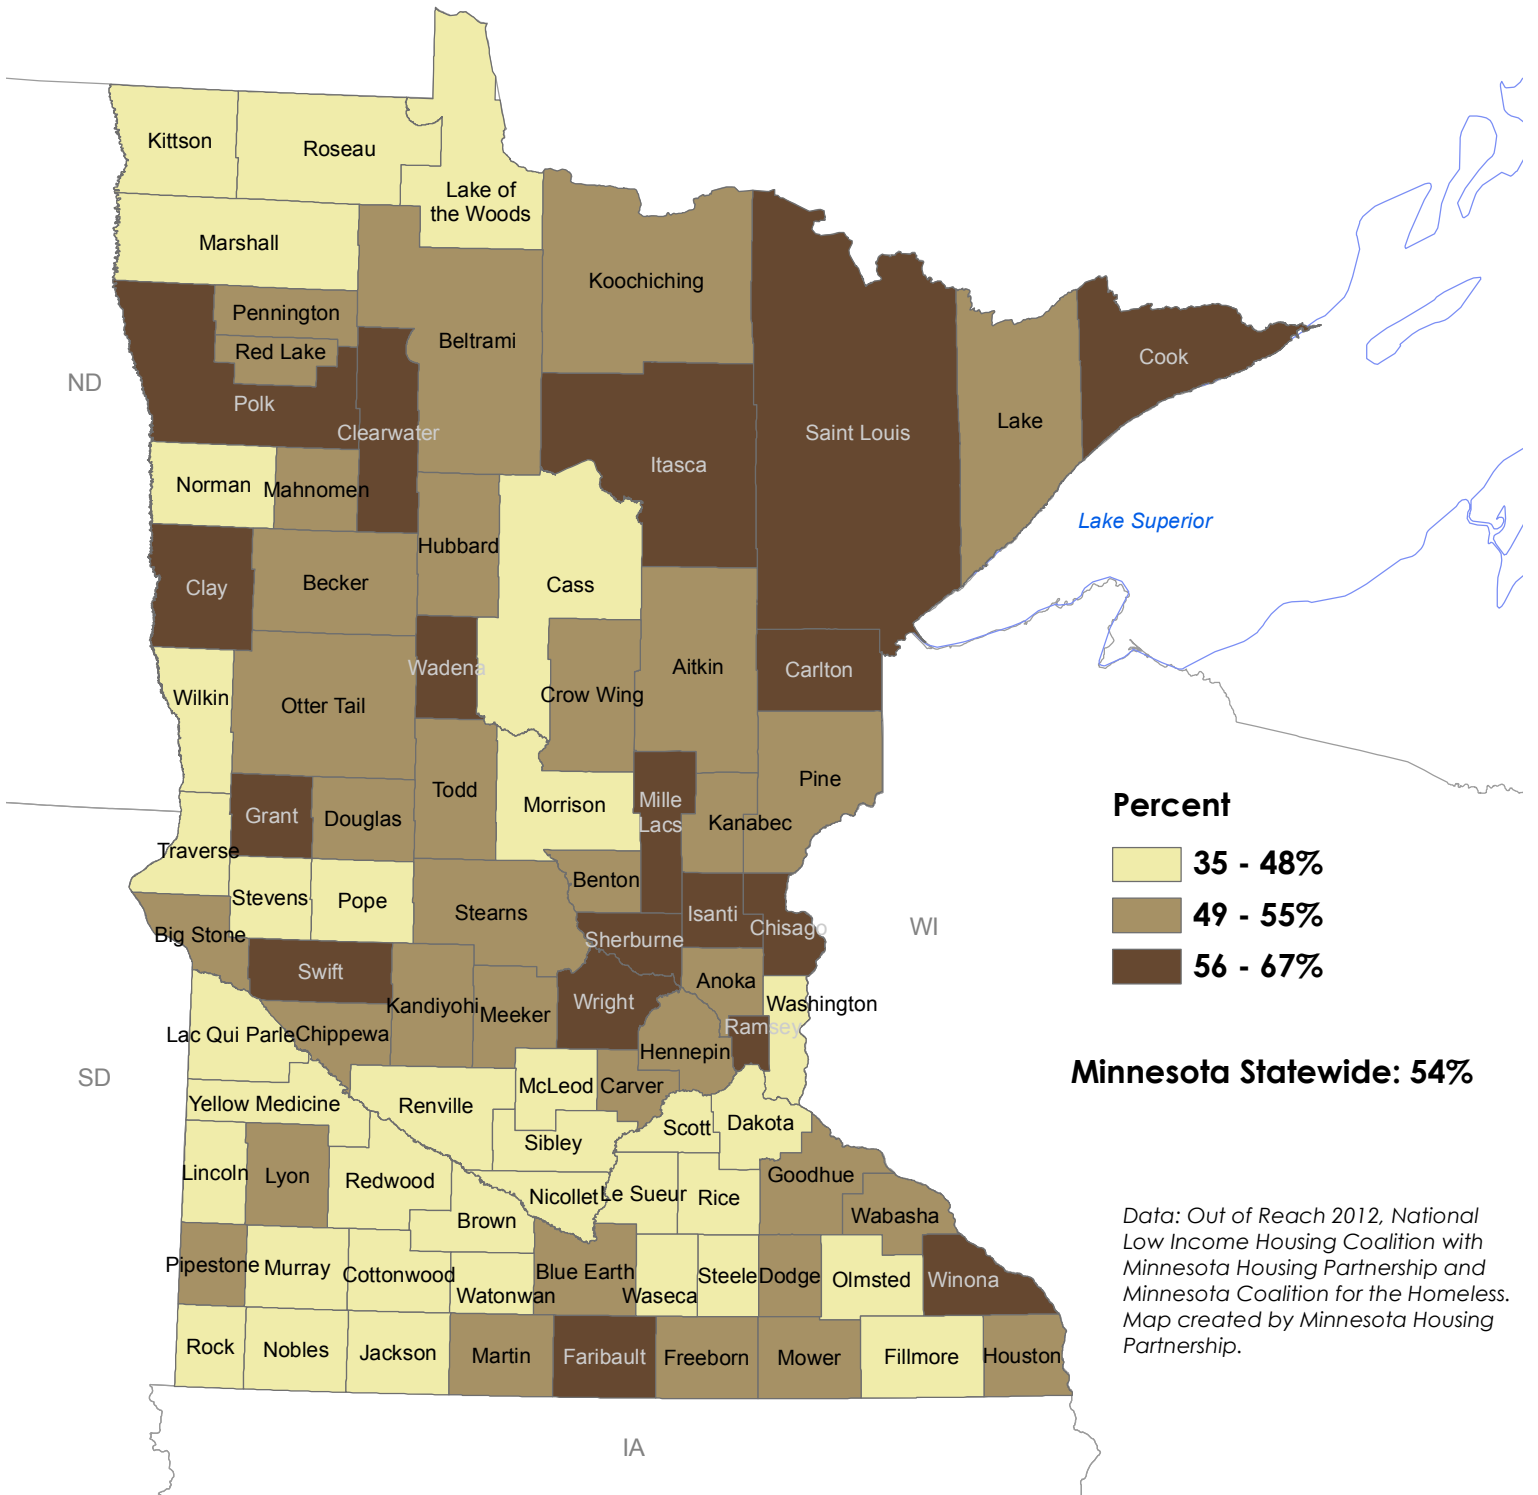 Kittson
Roseau
Lake of
the Woods
Marshall
Koochiching
Pennington
Beltrami
Red Lake
Cook
ND
Polk
Clearwater
Saint Louis
Lake
Itasca
Norman
Mahnomen
Lake Superior
Hubbard
Becker
Cass
Clay
Wadena
Aitkin
Carlton
Wilkin
Otter Tail
Crow Wing
Pine
Todd
Morrison
Mille
Lacs
Grant
Douglas
Kanabec
Percent
Traverse
35 - 48%
Benton
Stevens
Pope
Stearns
Isanti
49 - 55%
Chisago
WI
Big Stone
Sherburne
Swift
56 - 67%
Anoka
Wright
Washington
Kandiyohi
Meeker
Ramsey
Lac Qui Parle
Chippewa
Hennepin
SD
Minnesota Statewide: 54%
McLeod
Carver
Yellow Medicine
Renville
Dakota
Scott
Sibley
Lincoln
Lyon
Redwood
Goodhue
Nicollet
Le Sueur
Rice
Brown
Wabasha
Data: Out of Reach 2012, National
Low Income Housing Coalition with
Minnesota Housing Partnership and
Minnesota Coalition for the Homeless.
Map created by Minnesota Housing
Partnership.
Pipestone
Murray
Cottonwood
Blue Earth
Steele
Dodge
Olmsted
Winona
Watonwan
Waseca
Rock
Nobles
Jackson
Martin
Faribault
Freeborn
Mower
Fillmore
Houston
IA